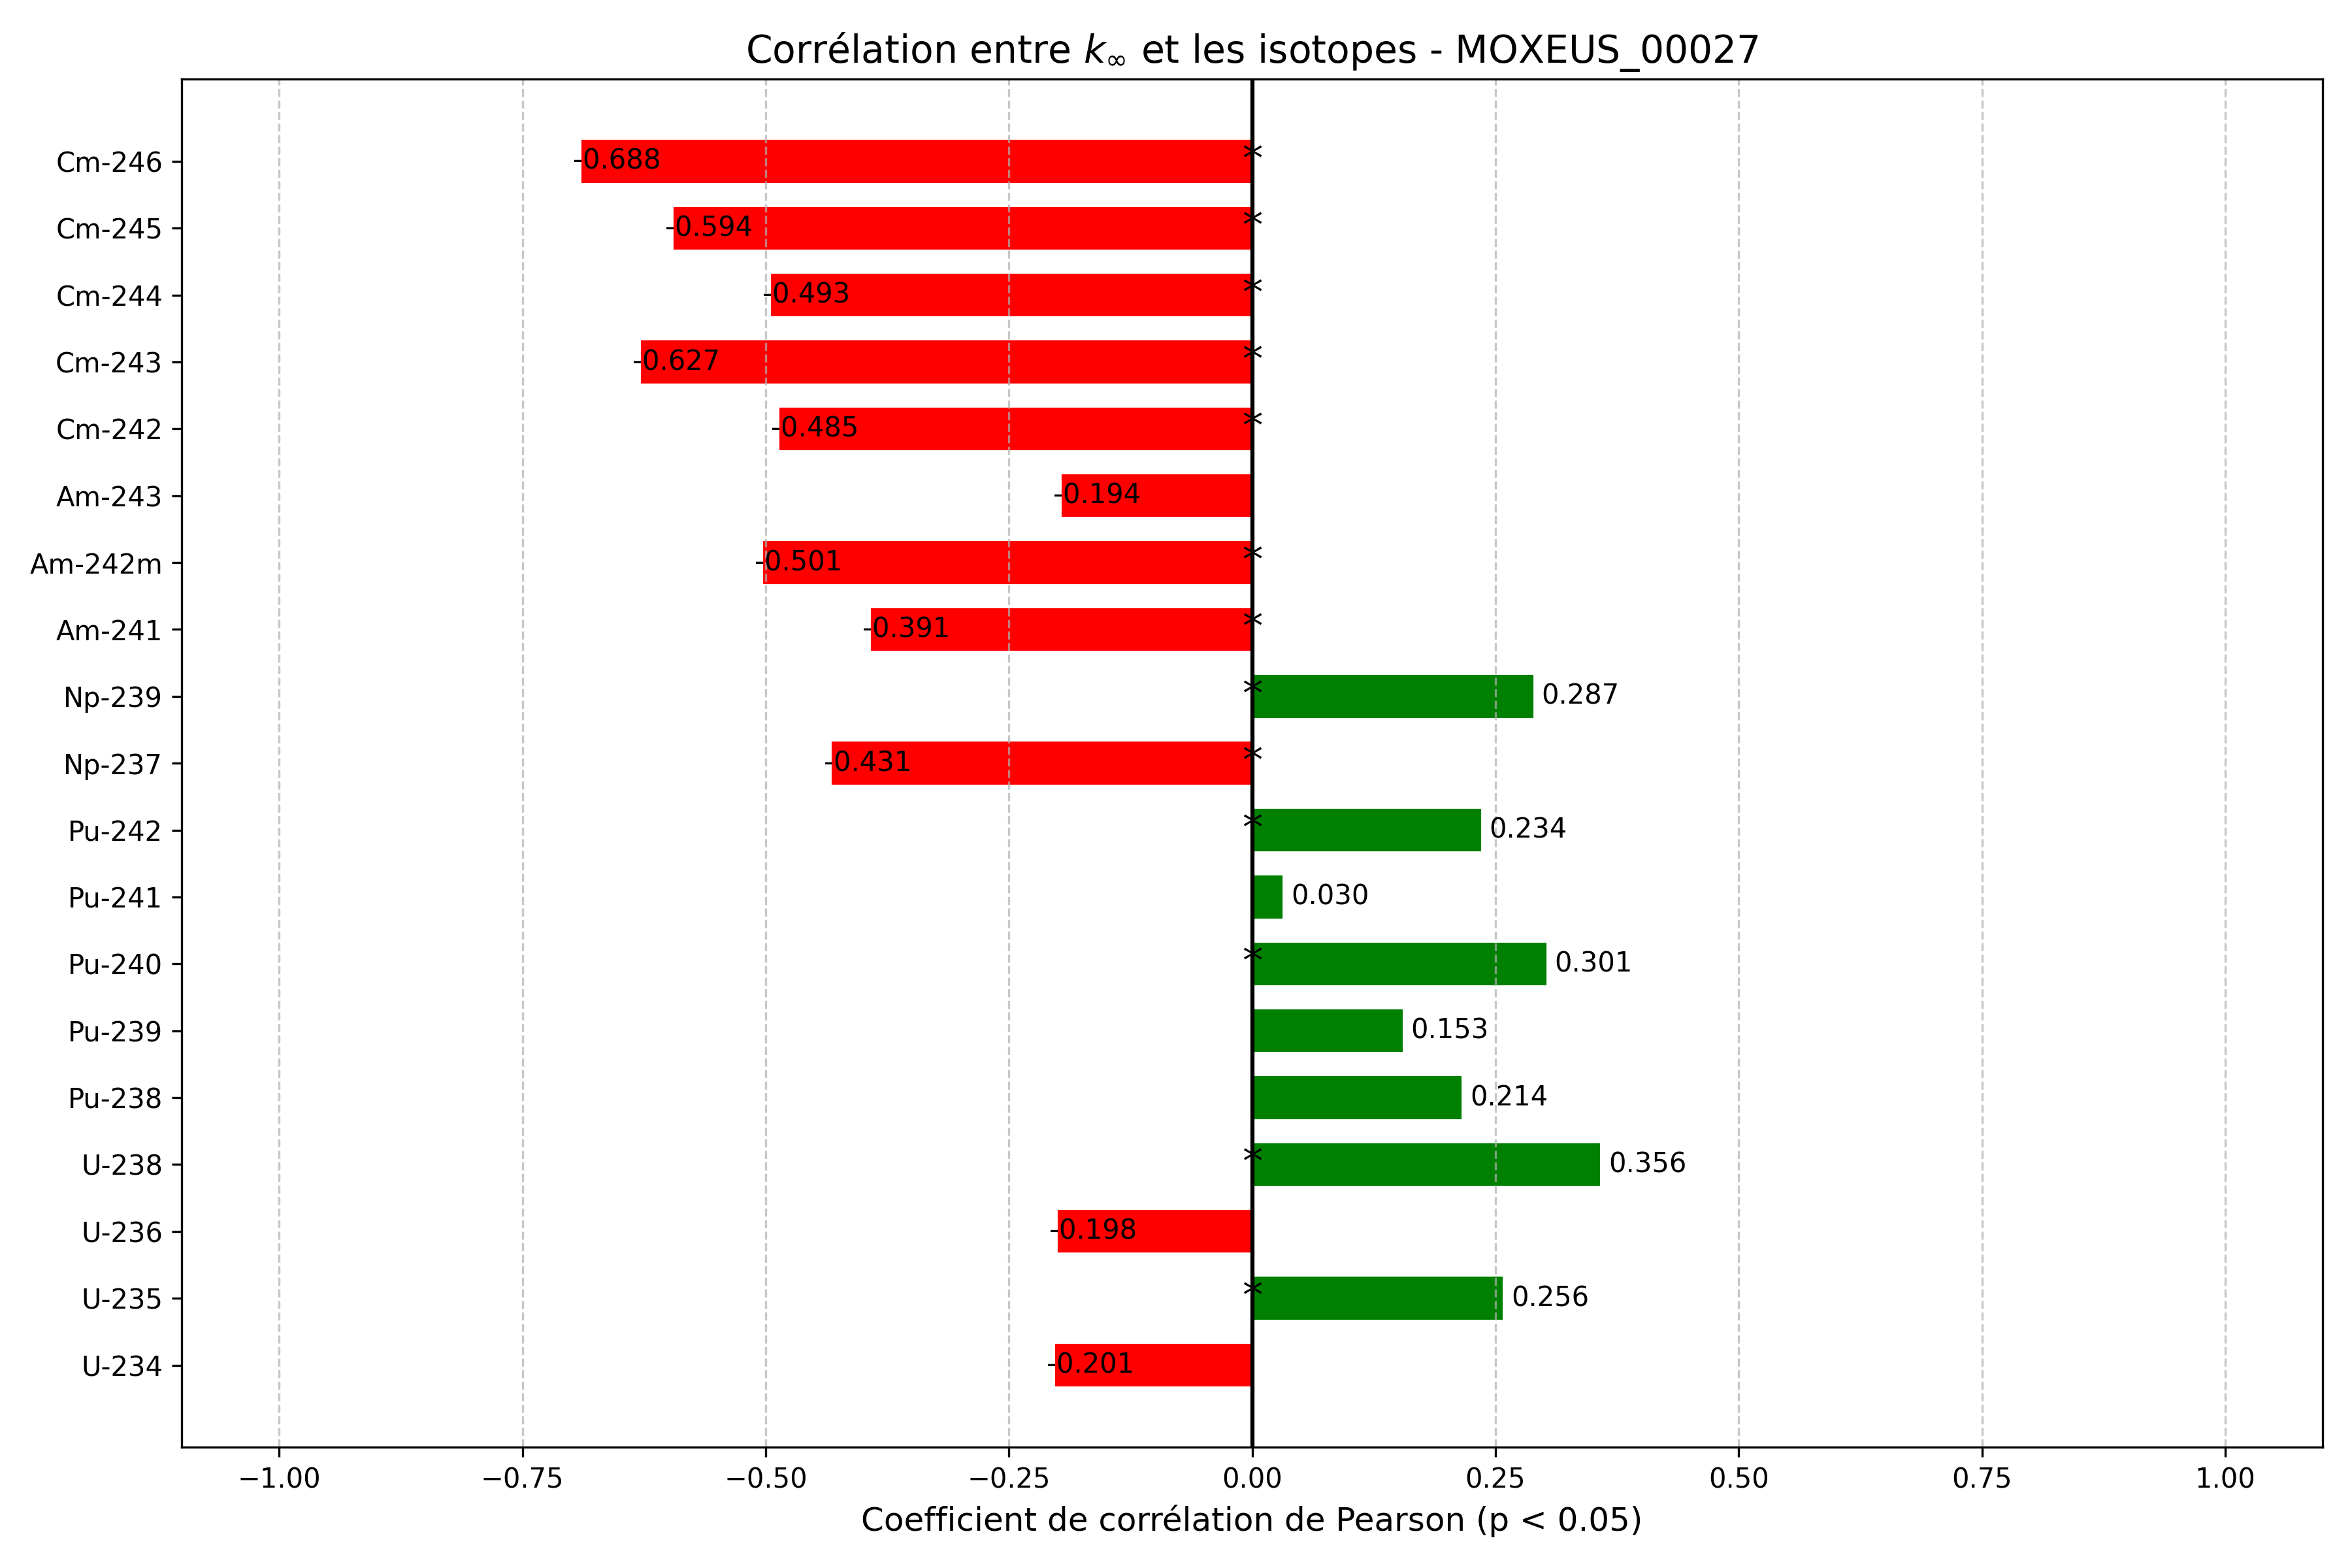 Corrélation entre k∞ et les isotopes - MOXEUS_00027
Cm-246 -0.688 *
Cm-245 -0.594 *
Cm-244 -0.493 *
Cm-243 -0.627 *
Cm-242 -0.485 *
Am-243 -0.194
Am-242m -0.501 *
Am-241 -0.391 *
Np-239 * 0.287
Np-237 -0.431 *
Pu-242 * 0.234
Pu-241 0.030
Pu-240 * 0.301
Pu-239 0.153
Pu-238 0.214
U-238 * 0.356
U-236 -0.198
U-235 * 0.256
U-234 -0.201
−1.00 −0.75 −0.50 −0.25 0.00 0.25 0.50 0.75 1.00
Coefficient de corrélation de Pearson (p < 0.05)